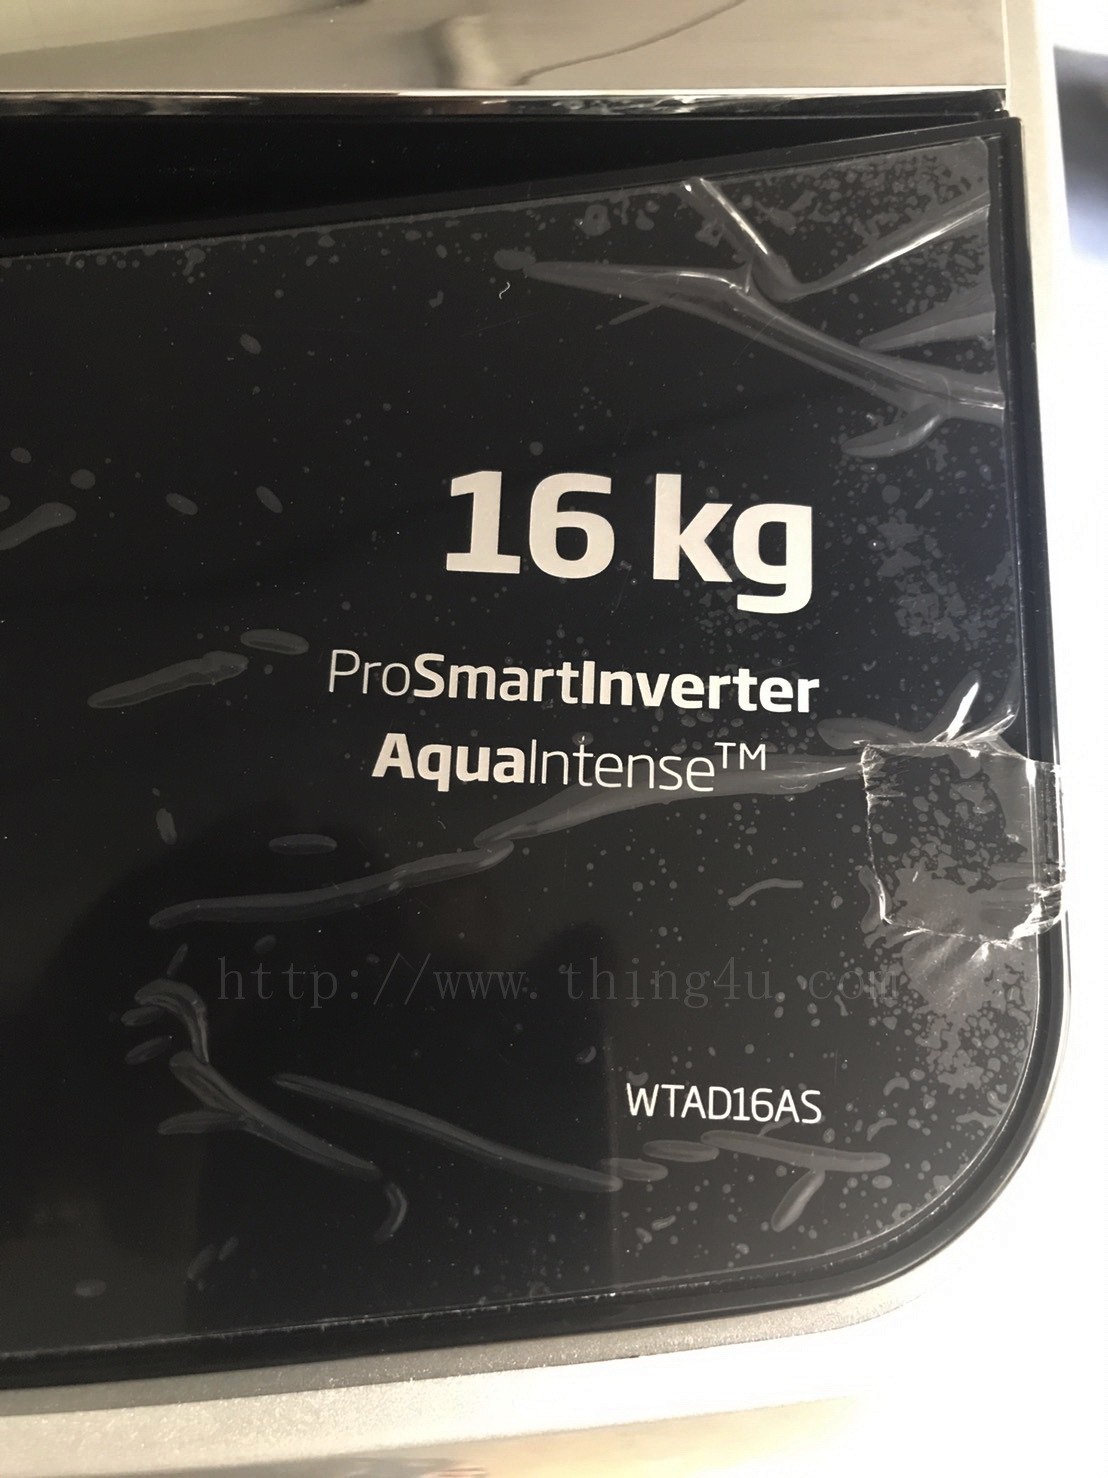 16 kg
ProSmartInverter
AquaIntense™
http://www.thing4u.com
WTAD16AS